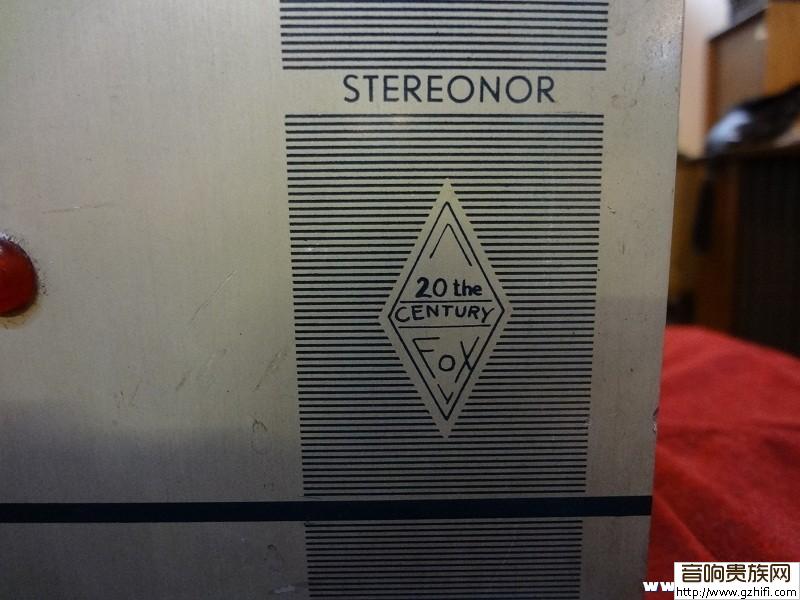 STEREONOR
20 the
CENTURY
FOX
音响贵族网
http://www.gzhifi.com